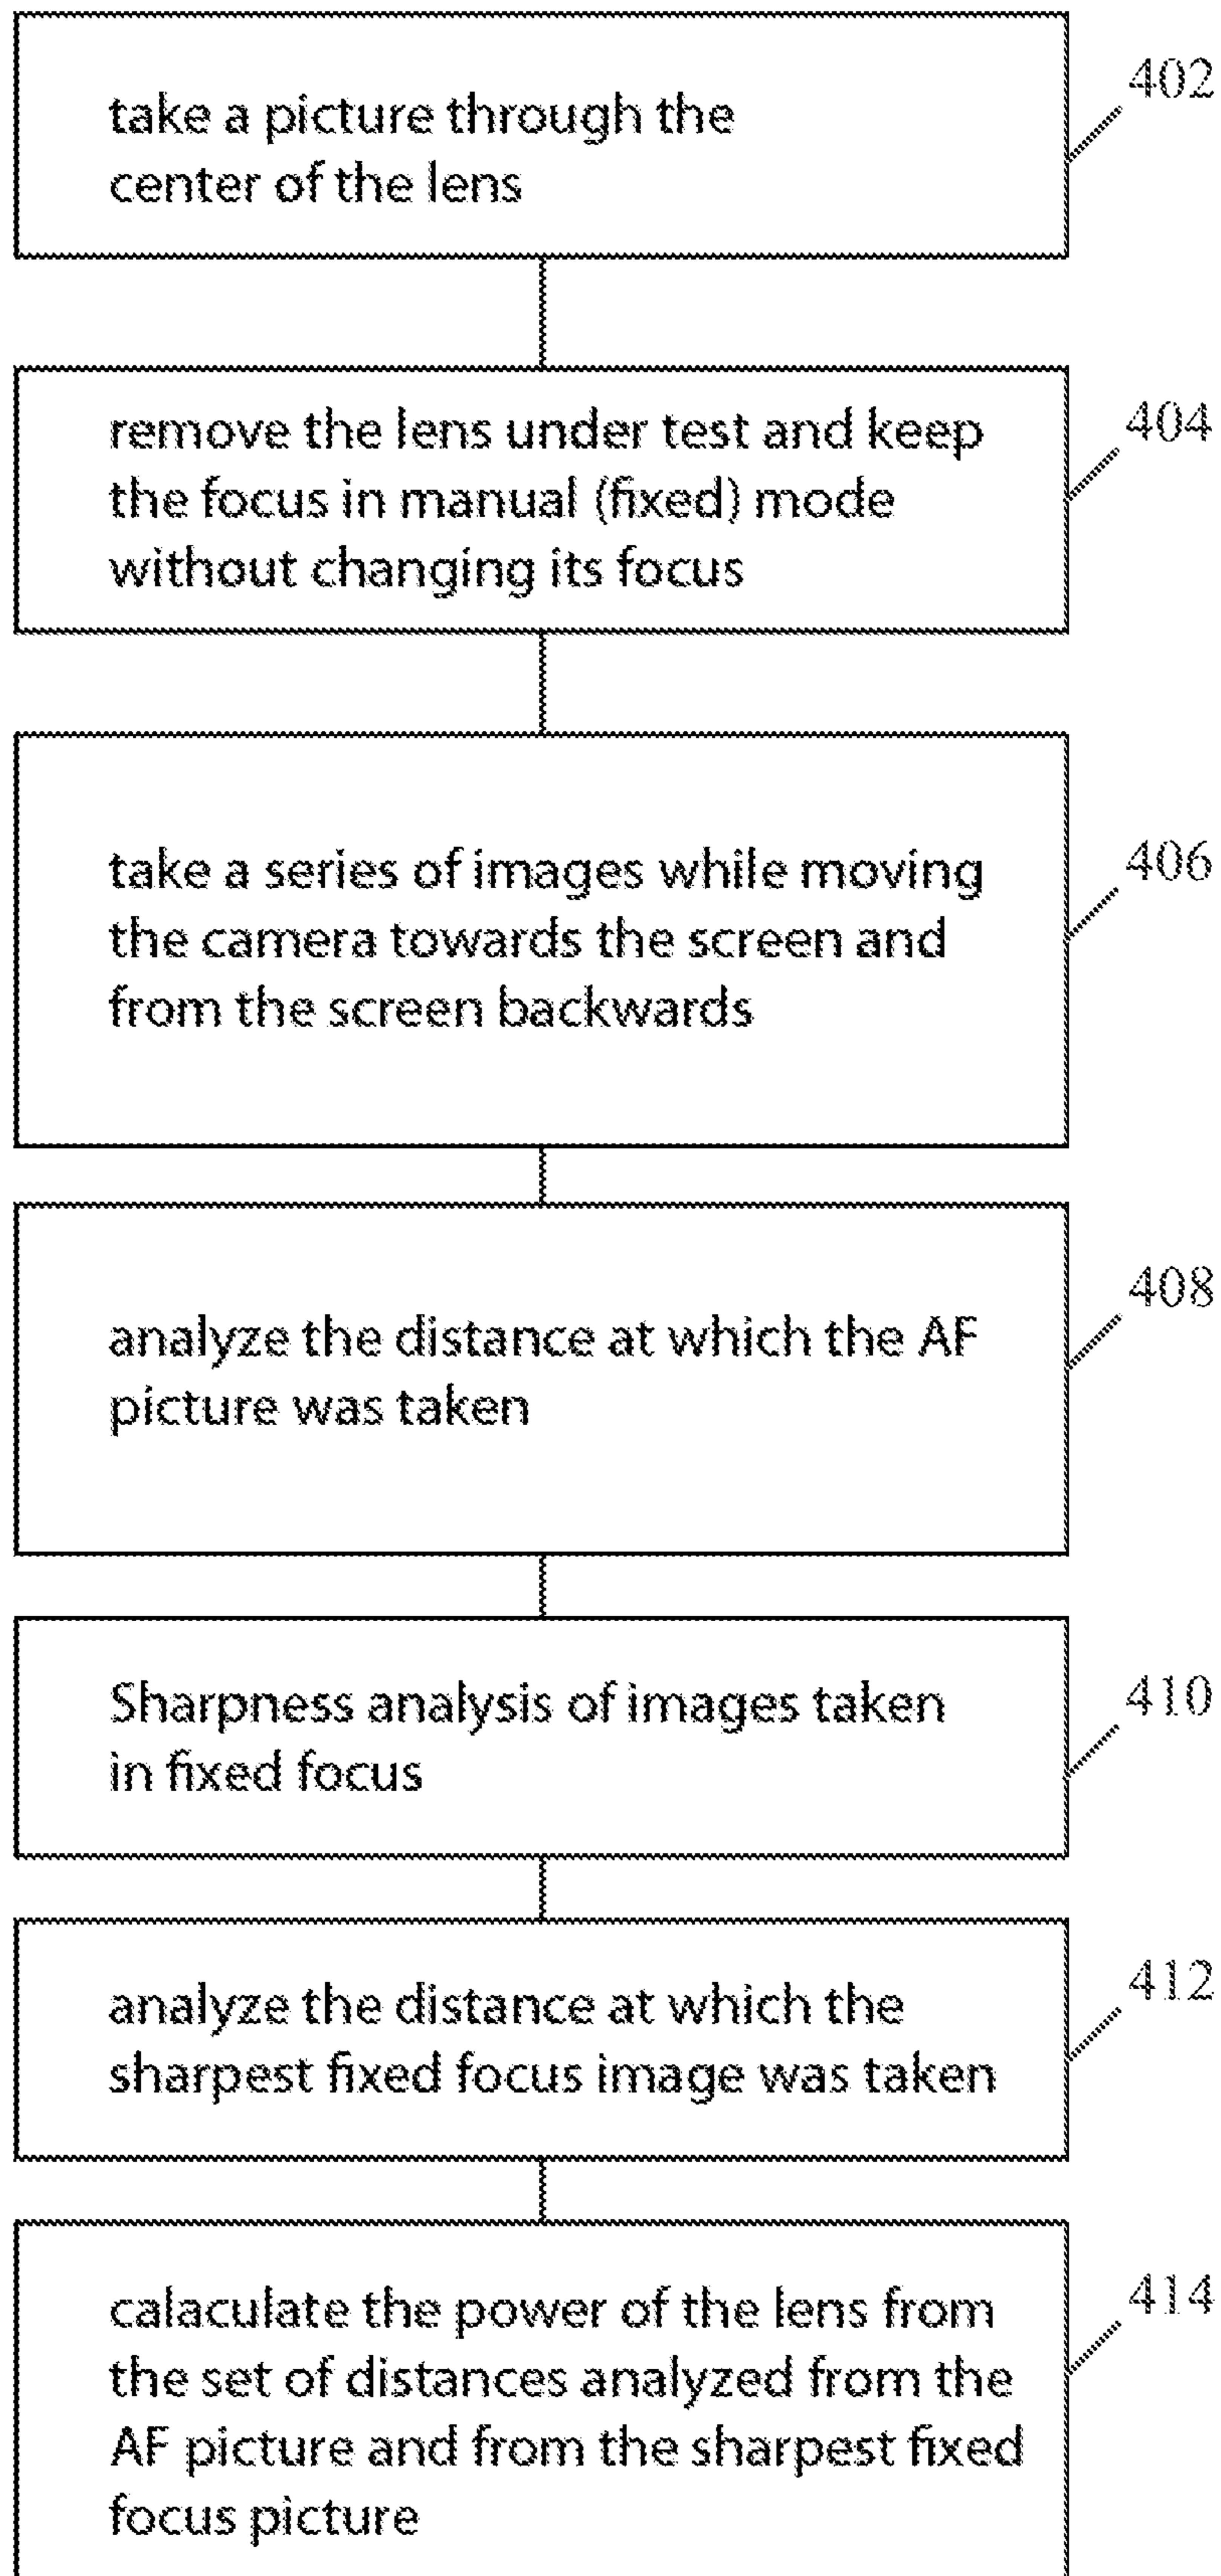 402
take a picture through the
center of the lens
404
remove the lens under test and keep
the focus in manual (fixed) mode
without changing its focus
406
take a series of images while moving
the camera towards the screen and
from the screen backwards
408
analyze the distance at which the AF
picture was taken
410
Sharpness analysis of images taken
in fixed focus
412
analyze the distance at which the
sharpest fixed focus image was taken
414
calaculate the power of the lens from
the set of distances analyzed from the
AF picture and from the sharpest fixed
focus picture